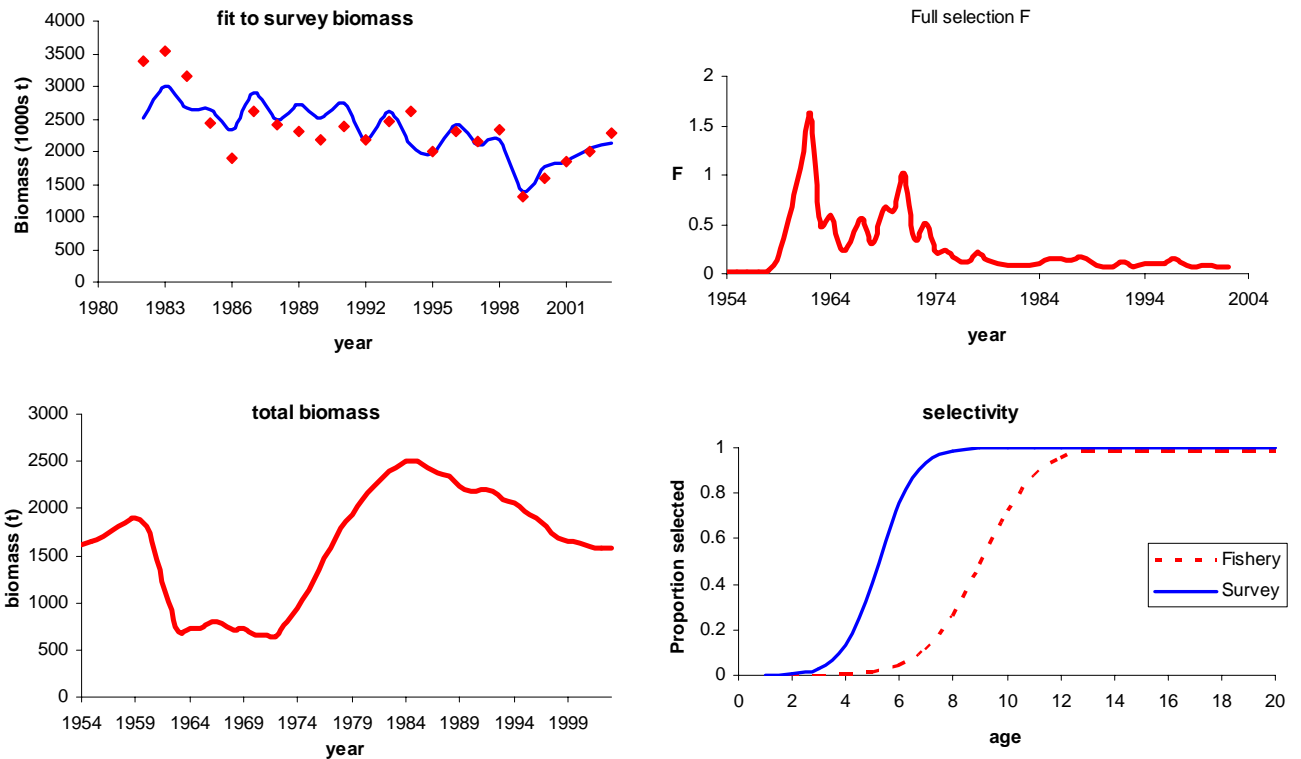 fit to survey biomass
4000
3500
3000
2500
2000
1500
1000
500
0
Biomass (1000s t)
1980 1983 1986 1989 1992 1995 1998 2001
year
Full selection F
2
1.5
1
0.5
0
F
1954 1964 1974 1984 1994 2004
year
total biomass
3000
2500
2000
1500
1000
500
0
biomass (t)
1954 1959 1964 1969 1974 1979 1984 1989 1994 1999
year
selectivity
1
0.8
0.6
0.4
0.2
0
Proportion selected
Fishery
Survey
0 2 4 6 8 10 12 14 16 18 20
age